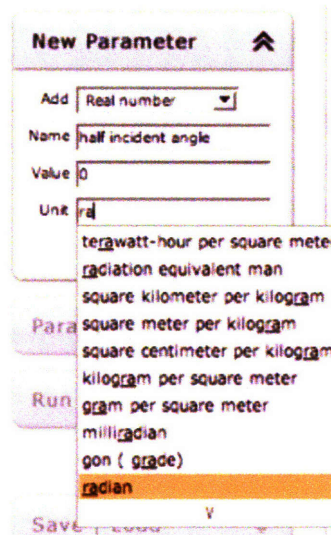 New Parameter
Add Real number
Name half incident angle
Value 0
Unit ra
terawatt-hour per square mete
radiation equivalent man
square kilometer per kilogram
Para square meter per kilogram
square centimeter per kilogram
kilogram per square meter
Run gram per square meter
milliradian
gon ( grade)
radian
v
Save Load